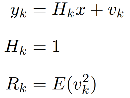 y_k = H_k x + v_k
H_k = 1
R_k = E(v_k^2)